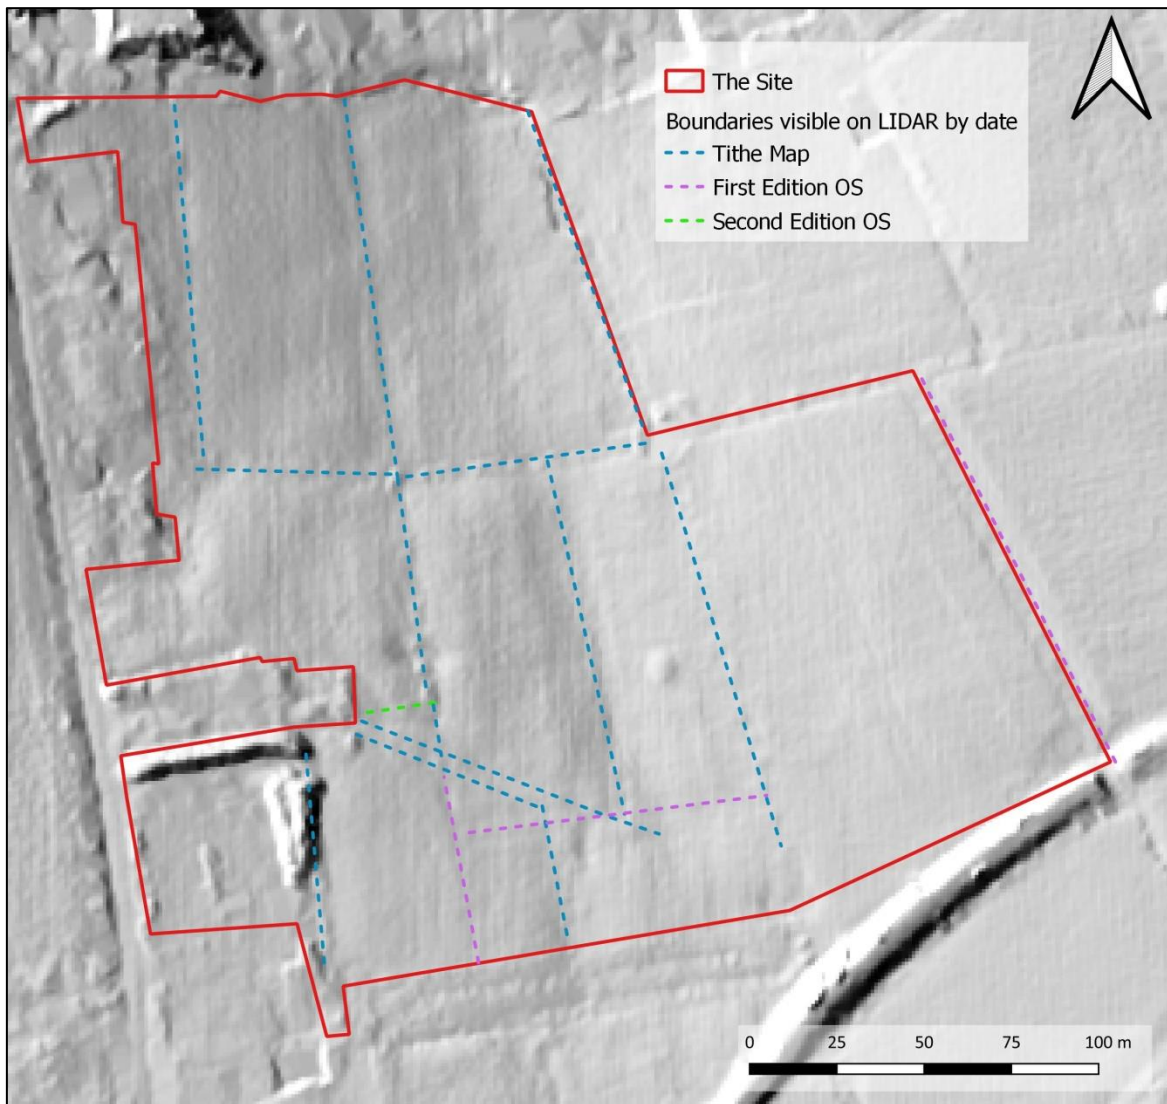 The Site
Boundaries visible on LIDAR by date
Tithe Map
First Edition OS
Second Edition OS
0 25 50 75 100 m